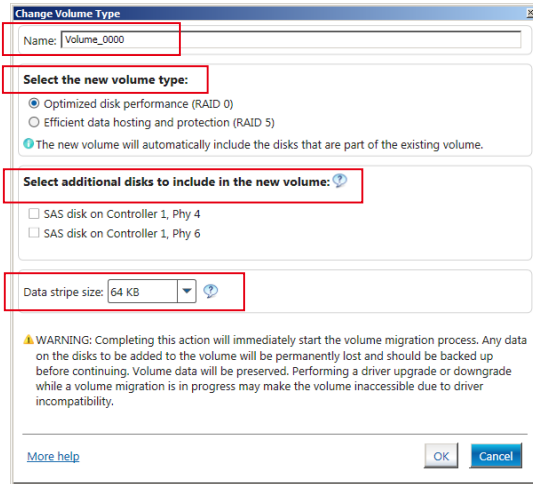 Change Volume Type
Name: Volume_0000
Select the new volume type:
Optimized disk performance (RAID 0)
Efficient data hosting and protection (RAID 5)
The new volume will automatically include the disks that are part of the existing volume.
Select additional disks to include in the new volume:
SAS disk on Controller 1, Phy 4
SAS disk on Controller 1, Phy 6
Data stripe size: 64 KB
WARNING: Completing this action will immediately start the volume migration process. Any data
on the disks to be added to the volume will be permanently lost and should be backed up
before continuing. Volume data will be preserved. Performing a driver upgrade or downgrade
while a volume migration is in progress may make the volume inaccessible due to driver
incompatibility.
More help OK Cancel